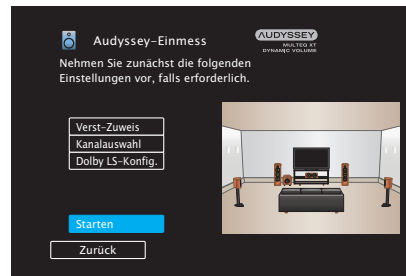 Audyssey-Einmess
AUDYSSEY
MULTEQ XT
DYNAMIC VOLUME
Nehmen Sie zunächst die folgenden
Einstellungen vor, falls erforderlich.
Verst-Zuweis
Kanalauswahl
Dolby LS-Konfig.
Starten
Zurück